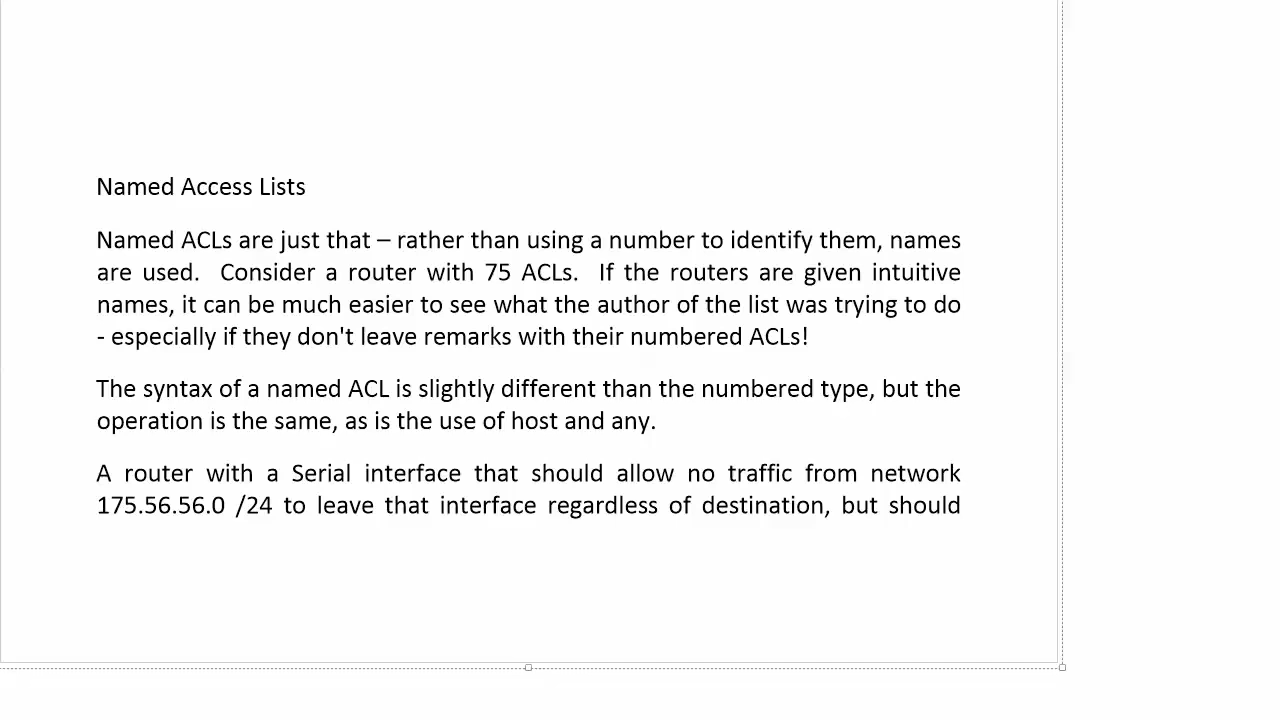 Named Access Lists
Named ACLs are just that – rather than using a number to identify them, names
are used.  Consider a router with 75 ACLs.  If the routers are given intuitive
names, it can be much easier to see what the author of the list was trying to do
- especially if they don't leave remarks with their numbered ACLs!
The syntax of a named ACL is slightly different than the numbered type, but the
operation is the same, as is the use of host and any.
A router with a Serial interface that should allow no traffic from network
175.56.56.0 /24 to leave that interface regardless of destination, but should